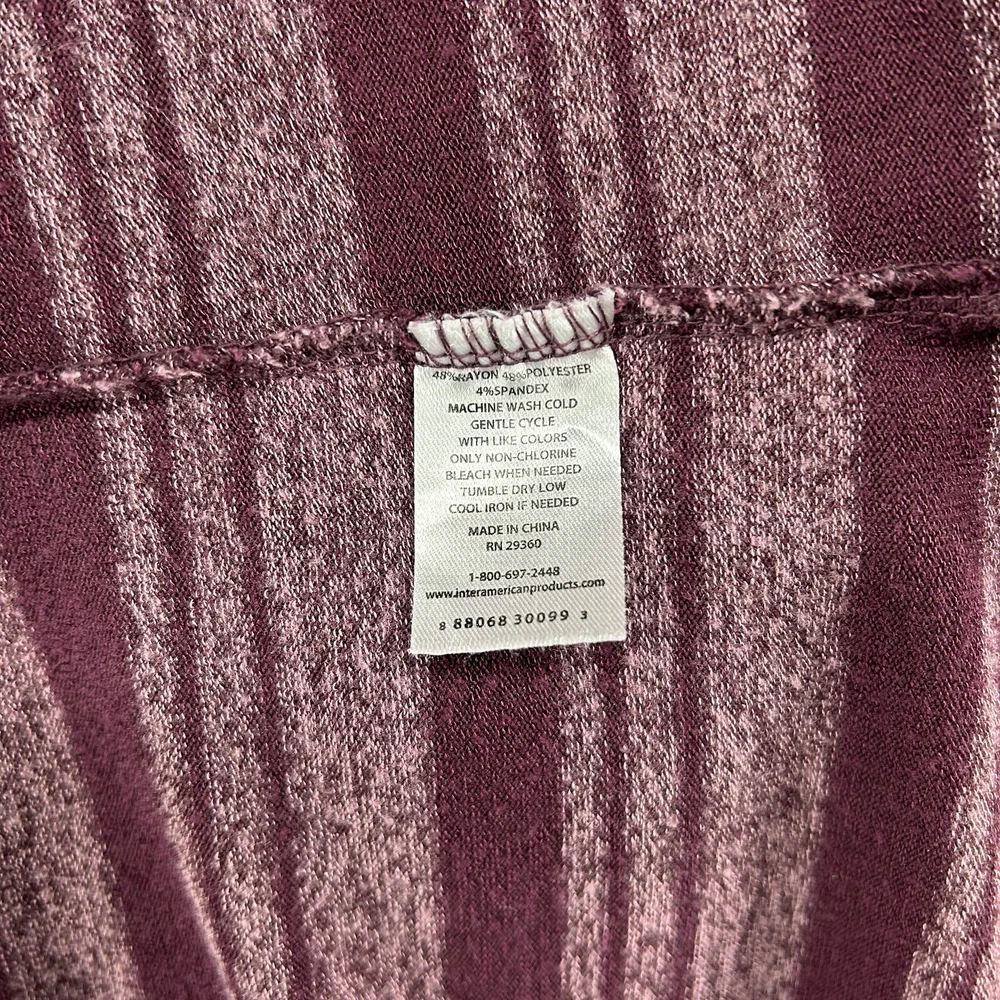 48%RAYON 48%POLYESTER
4%SPANDEX
MACHINE WASH COLD
GENTLE CYCLE
WITH LIKE COLORS
ONLY NON-CHLORINE
BLEACH WHEN NEEDED
TUMBLE DRY LOW
COOL IRON IF NEEDED
MADE IN CHINA
RN 29360
1-800-697-2448
www.interamericanproducts.com
8 88068 30099 3